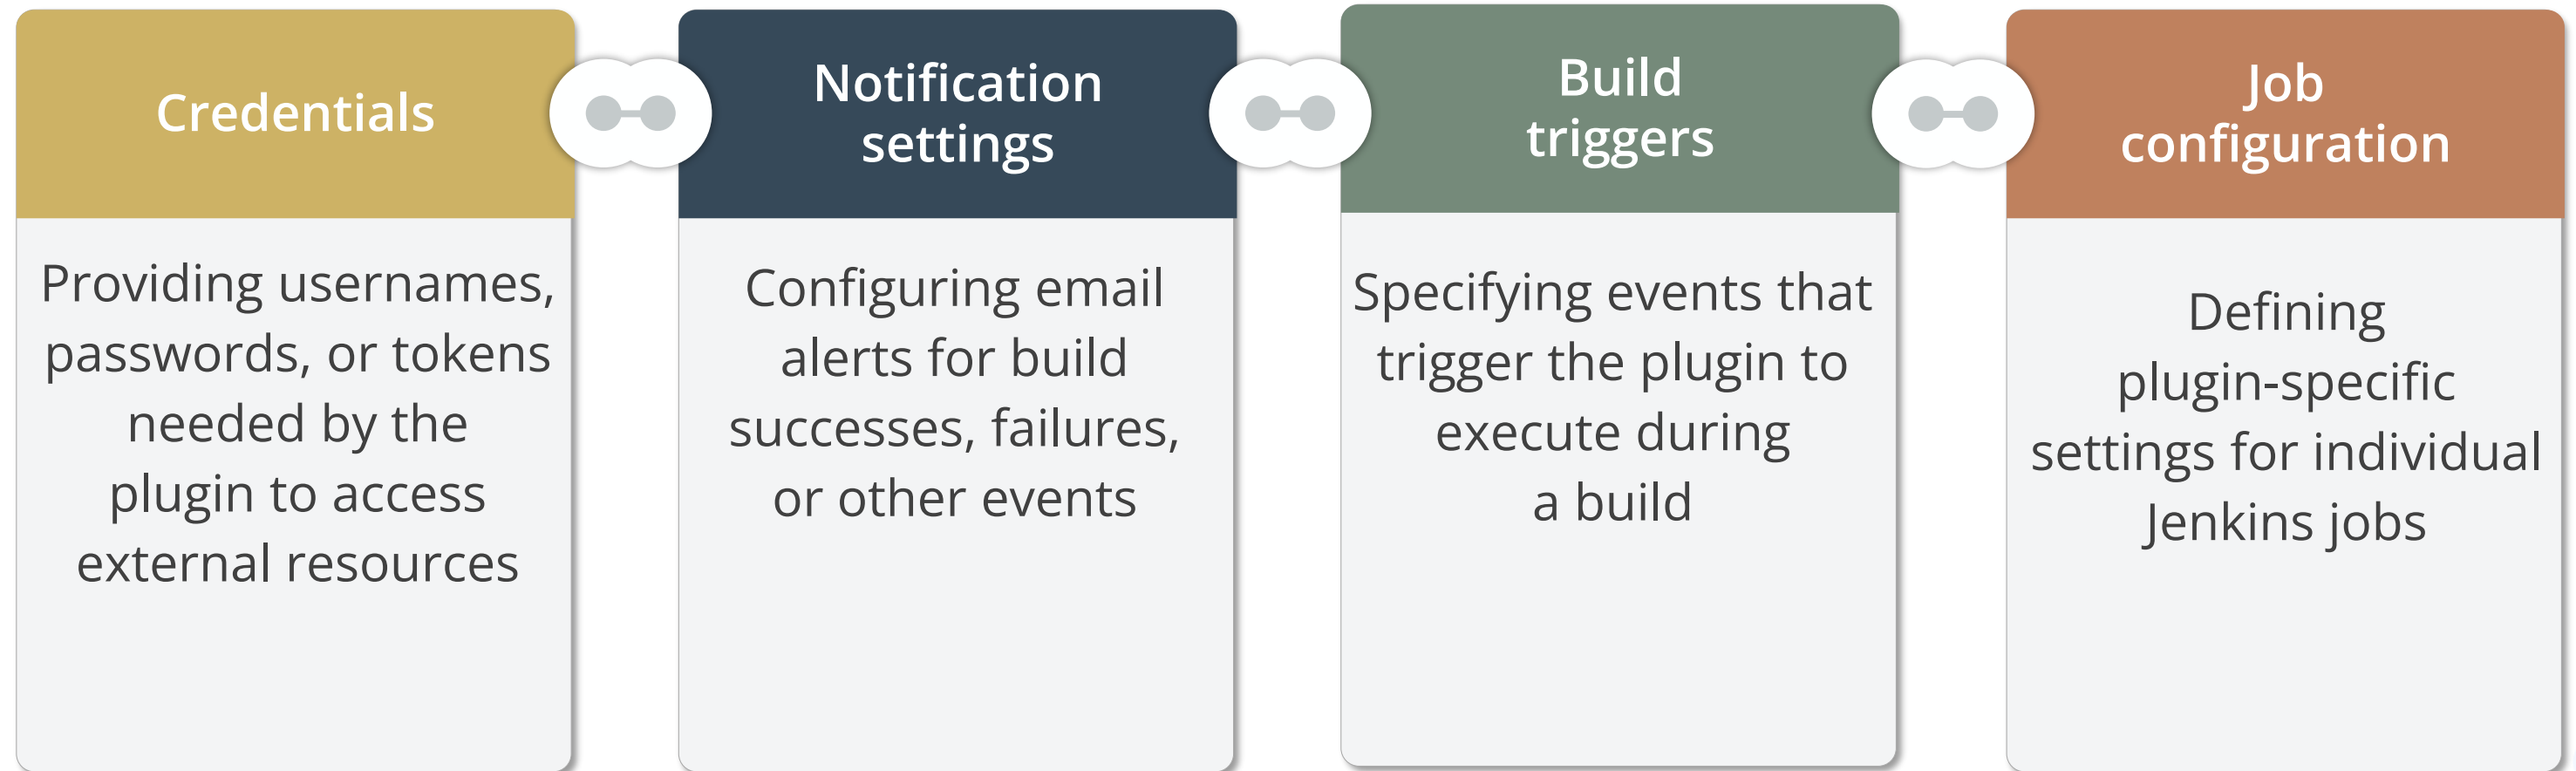 Credentials
Providing usernames,
passwords, or tokens
needed by the
plugin to access
external resources
Notification
settings
Configuring email
alerts for build
successes, failures,
or other events
Build
triggers
Specifying events that
trigger the plugin to
execute during
a build
Job
configuration
Defining
plugin-specific
settings for individual
Jenkins jobs